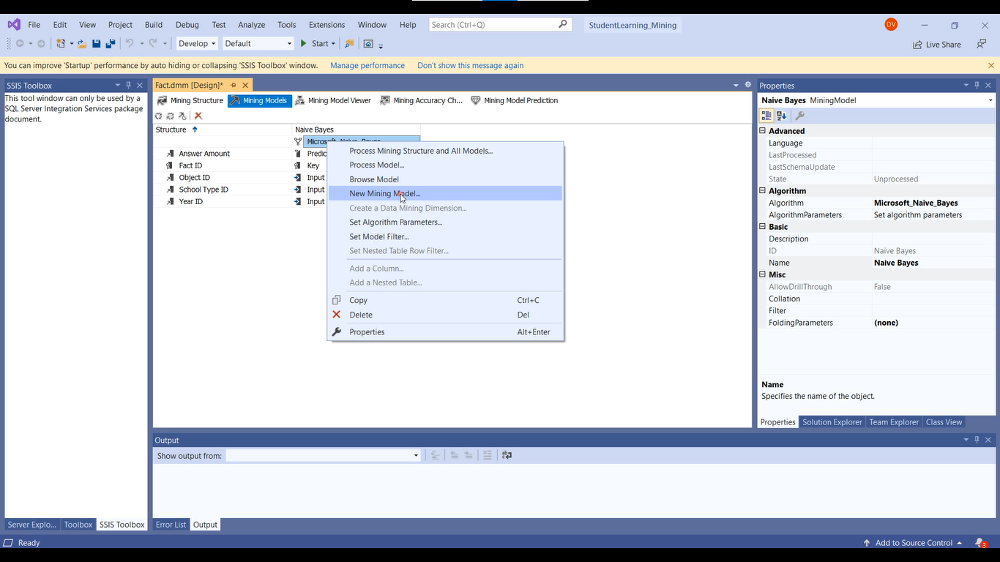 File Edit View Project Build Debug Test Analyze Tools Extensions Window Help Search (Ctrl+Q) StudentLearning_Mining DV
Develop Default Start Live Share
You can improve 'Startup' performance by auto hiding or collapsing 'SSIS Toolbox' window. Manage performance Don't show this message again
SSIS Toolbox
This tool window can only be used by a
SQL Server Integration Services package
document.
Server Explo... Toolbox SSIS Toolbox
Fact.dmm [Design]*
Mining Structure Mining Models Mining Model Viewer Mining Accuracy Ch... Mining Model Prediction
Structure Naive Bayes
Microsoft_Naive_Bayes
Answer Amount Predic
Fact ID Key
Object ID Input
School Type ID Input
Year ID Input
Process Mining Structure and All Models...
Process Model...
Browse Model
New Mining Model...
Create a Data Mining Dimension...
Set Algorithm Parameters...
Set Model Filter...
Set Nested Table Row Filter...
Add a Column...
Add a Nested Table...
Copy Ctrl+C
Delete Del
Properties Alt+Enter
Output
Show output from:
Error List Output
Properties
Naive Bayes MiningModel
Advanced
Language
LastProcessed
LastSchemaUpdate
State Unprocessed
Algorithm
Algorithm Microsoft_Naive_Bayes
AlgorithmParameters Set algorithm parameters
Basic
Description
ID Naive Bayes
Name Naive Bayes
Misc
AllowDrillThrough False
Collation
Filter
FoldingParameters (none)
Name
Specifies the name of the object.
Properties Solution Explorer Team Explorer Class View
Ready Add to Source Control 3